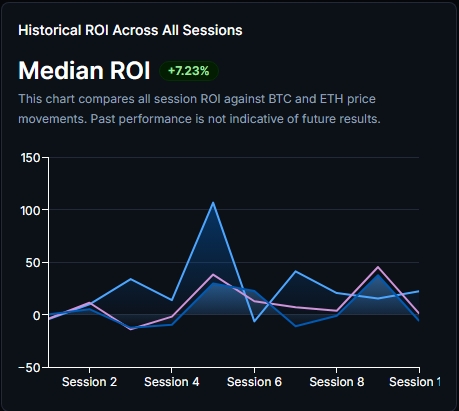 Historical ROI Across All Sessions
Median ROI +7.23%
This chart compares all session ROI against BTC and ETH price
movements. Past performance is not indicative of future results.
150
100
50
0
−50
Session 2 Session 4 Session 6 Session 8 Session 1